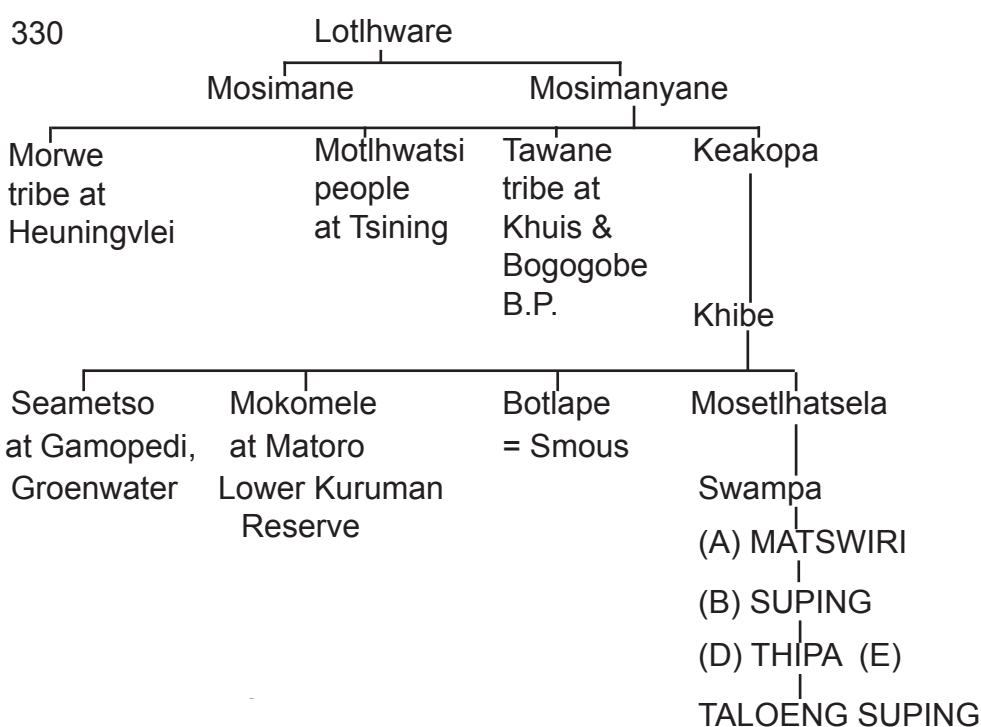 330 Lotlhware
Mosimane Mosimanyane
Morwe
tribe at
Heuningvlei
Motlhwatsi
people
at Tsining
Tawane
tribe at
Khuis &
Bogogobe
B.P.
Keakopa
Khibe
Seametso
at Gamopedi,
Groenwater
Mokomele
at Matoro
Lower Kuruman
Reserve
Botlape
= Smous
Mosetlhatsela
Swampa
(A) MATSWIRI
(B) SUPING
(D) THIPA (E)
TALOENG SUPING